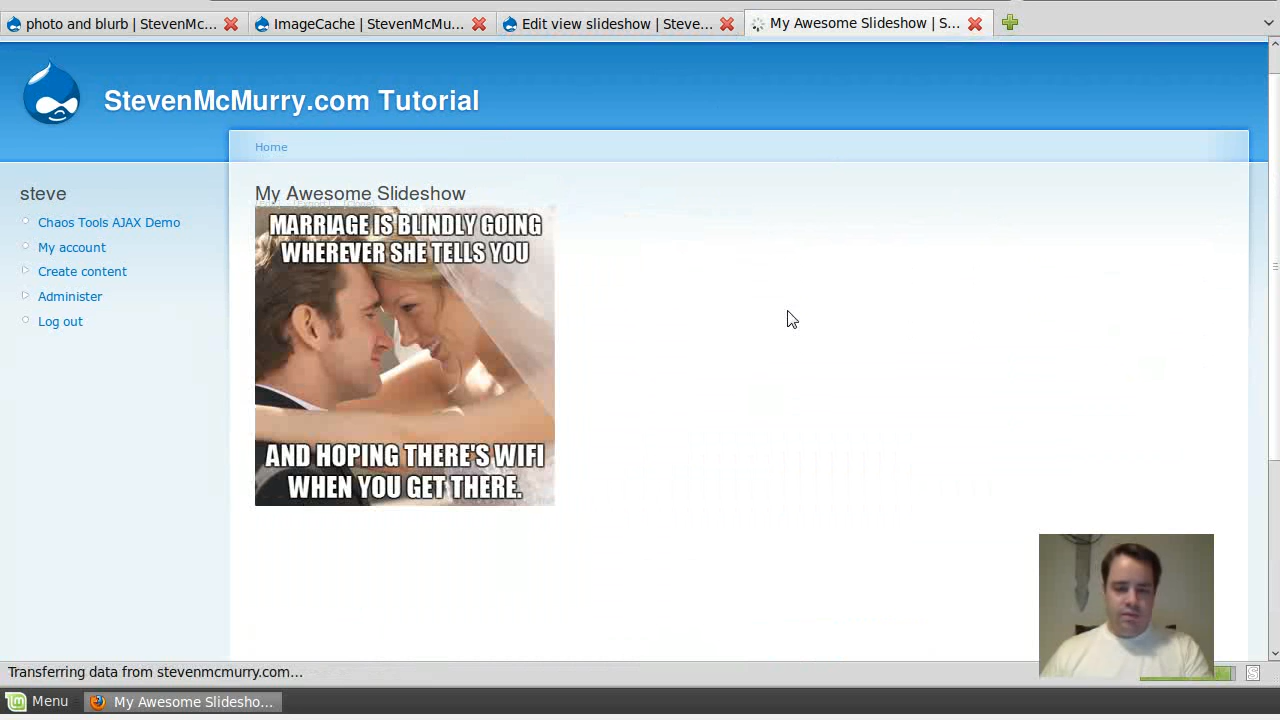 photo and blurb | StevenMc...
ImageCache | StevenMcMu...
Edit view slideshow | Steve...
My Awesome Slideshow | S...
StevenMcMurry.com Tutorial
Home
steve
Chaos Tools AJAX Demo
My account
Create content
Administer
Log out
My Awesome Slideshow
MARRIAGE IS BLINDLY GOING
WHEREVER SHE TELLS YOU
AND HOPING THERE'S WIFI
WHEN YOU GET THERE.
Transferring data from stevenmcmurry.com...
S
Menu
My Awesome Slidesho...